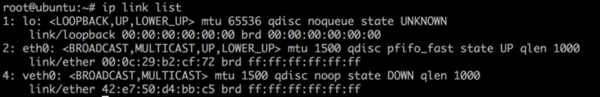 root@ubuntu:~# ip link list
1: lo: <LOOPBACK,UP,LOWER_UP> mtu 65536 qdisc noqueue state UNKNOWN
link/loopback 00:00:00:00:00:00 brd 00:00:00:00:00:00
2: eth0: <BROADCAST,MULTICAST,UP,LOWER_UP> mtu 1500 qdisc pfifo_fast state UP qlen 1000
link/ether 00:0c:29:b2:cf:72 brd ff:ff:ff:ff:ff:ff
4: veth0: <BROADCAST,MULTICAST> mtu 1500 qdisc noop state DOWN qlen 1000
link/ether 42:e7:50:d4:bb:c5 brd ff:ff:ff:ff:ff:ff